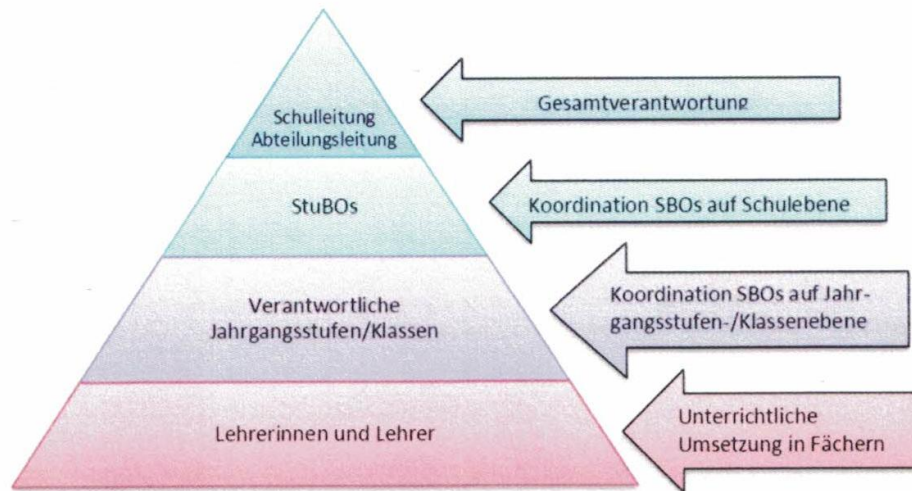 Schulleitung
Abteilungsleitung
Gesamtverantwortung
StuBOs
Koordination SBOs auf Schulebene
Verantwortliche
Jahrgangsstufen/Klassen
Koordination SBOs auf Jahr-
gangsstufen-/Klassenebene
Lehrerinnen und Lehrer
Unterrichtliche
Umsetzung in Fächern